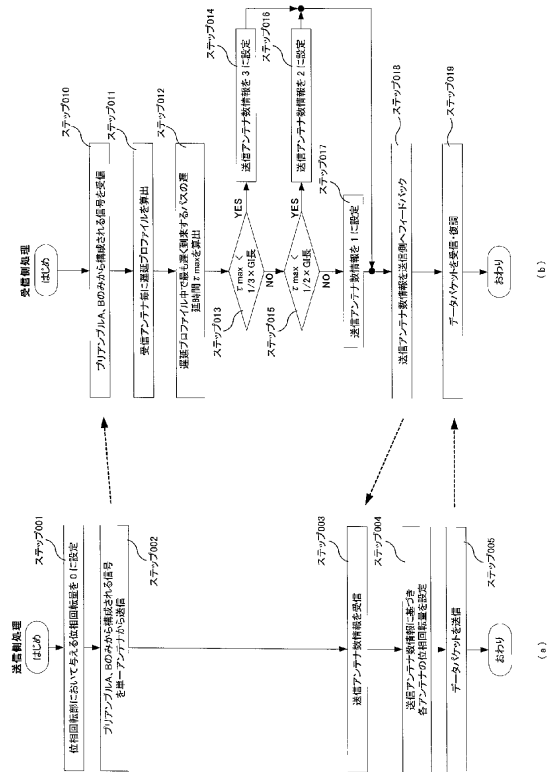 送信側処理
はじめ
ステップ001
位相回転部において与える位相回転量を 0 に設定
ステップ002
プリアンブルA、Bのみから構成される信号
を単一アンテナから送信
ステップ003
送信アンテナ数情報を受信
ステップ004
送信アンテナ数情報に基づき
各アンテナの位相回転量を設定
ステップ005
データパケットを送信
おわり
(a)
受信側処理
はじめ
ステップ010
プリアンブルA、Bのみから構成される信号を受信
ステップ011
受信アンテナ毎に遅延プロファイルを算出
ステップ012
遅延プロファイル中で最も遅く到来するパスの遅
延時間 τ maxを算出
ステップ013
τ max <
1/3 × GI長
YES
NO
ステップ014
送信アンテナ数情報を 3 に設定
ステップ015
τ max <
1/2 × GI長
YES
NO
ステップ016
送信アンテナ数情報を 2 に設定
ステップ017
送信アンテナ数情報を 1 に設定
ステップ018
送信アンテナ数情報を送信側へフィードバック
ステップ019
データパケットを受信・復調
おわり
(b)